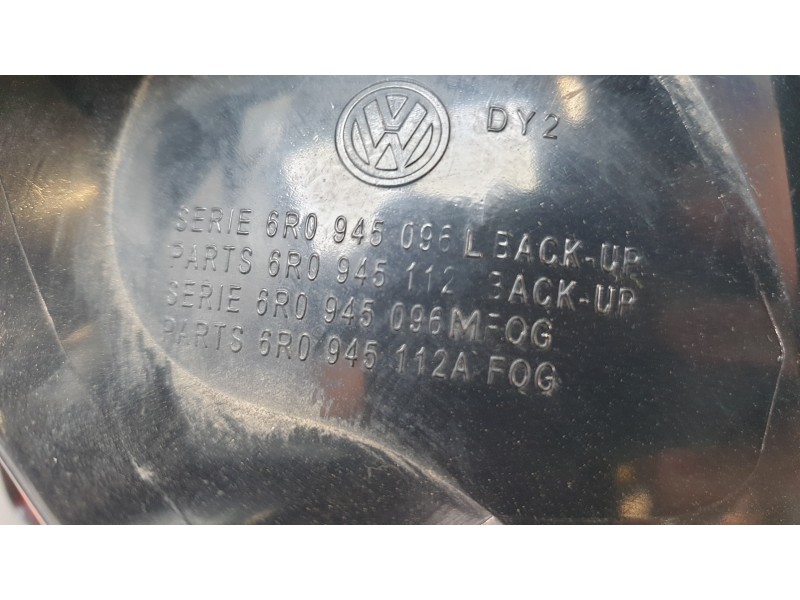 DY2
SERIE 6R0 945 096 L BACK-UP
PARTS 6R0 945 112 BACK-UP
SERIE 6R0 945 096M FOG
PARTS 6R0 945 112A FOG